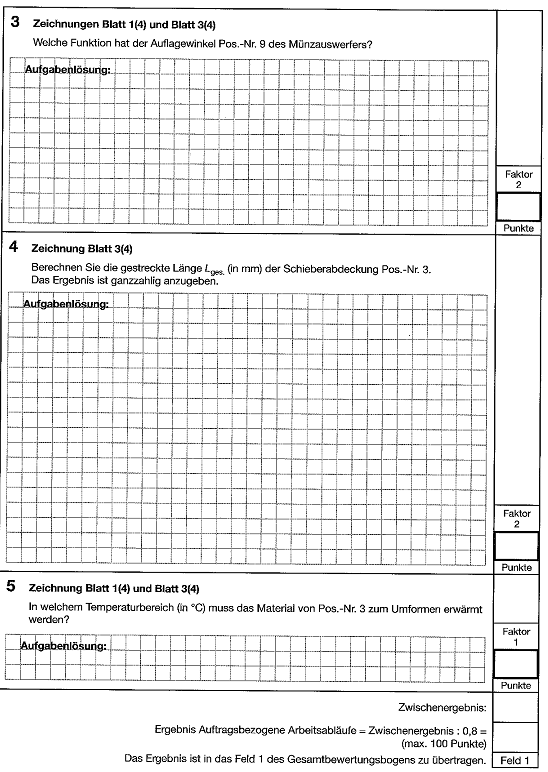 3 Zeichnungen Blatt 1(4) und Blatt 3(4)
Welche Funktion hat der Auflagewinkel Pos.-Nr. 9 des Münzauswerfers?
Aufgabenlösung:
Faktor
2
Punkte
4 Zeichnung Blatt 3(4)
Berechnen Sie die gestreckte Länge Lges. (in mm) der Schieberabdeckung Pos.-Nr. 3.
Das Ergebnis ist ganzzahlig anzugeben.
Aufgabenlösung:
Faktor
2
Punkte
5 Zeichnung Blatt 1(4) und Blatt 3(4)
In welchem Temperaturbereich (in °C) muss das Material von Pos.-Nr. 3 zum Umformen erwärmt
werden?
Aufgabenlösung:
Faktor
1
Punkte
Zwischenergebnis:
Ergebnis Auftragsbezogene Arbeitsabläufe = Zwischenergebnis : 0,8 =
(max. 100 Punkte)
Das Ergebnis ist in das Feld 1 des Gesamtbewertungsbogens zu übertragen.
Feld 1